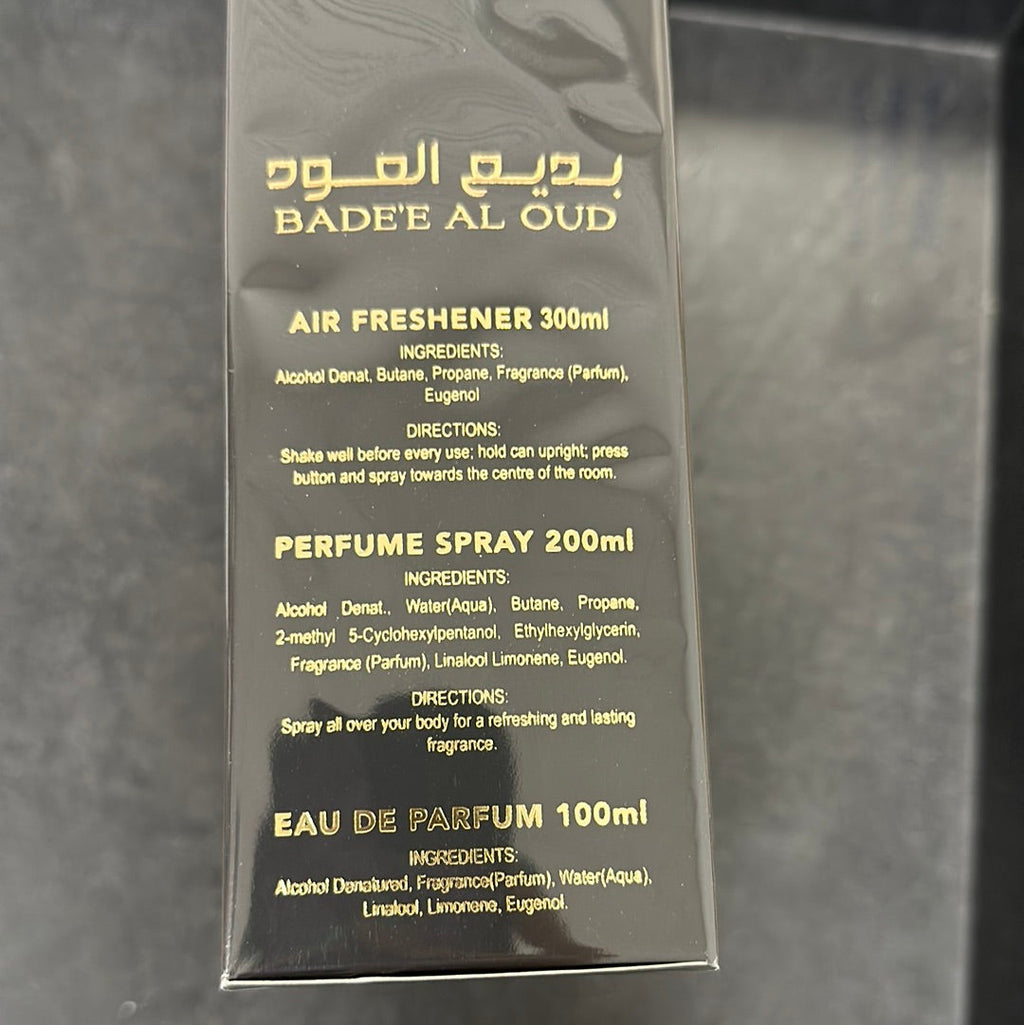 بديع العود
BADE'E AL OUD
AIR FRESHENER 300ml
INGREDIENTS:
Alcohol Denat, Butane, Propane, Fragrance (Parfum),
Eugenol
DIRECTIONS:
Shake well before every use; hold can upright; press
button and spray towards the centre of the room.
PERFUME SPRAY 200ml
INGREDIENTS:
Alcohol Denat., Water(Aqua), Butane, Propane,
2-methyl 5-Cyclohexylpentanol, Ethylhexylglycerin,
Fragrance (Parfum), Linalool Limonene, Eugenol.
DIRECTIONS:
Spray all over your body for a refreshing and lasting
fragrance.
EAU DE PARFUM 100ml
INGREDIENTS:
Alcohol Denatured, Fragrance(Parfum), Water(Aqua),
Linalool, Limonene, Eugenol.